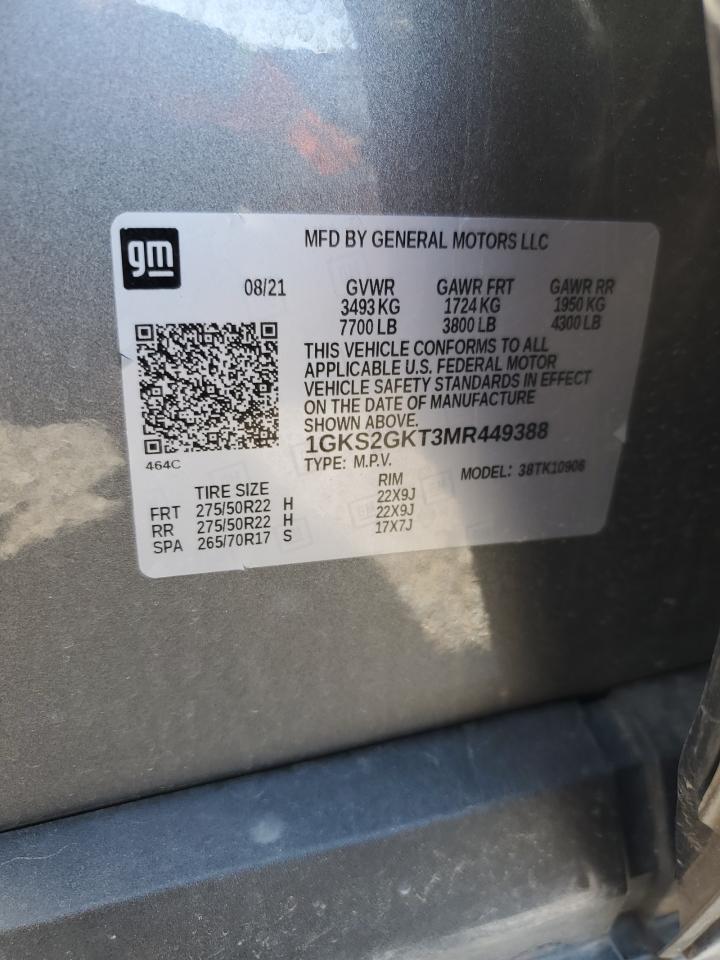 gm
MFD BY GENERAL MOTORS LLC
08/21 GVWR GAWR FRT GAWR RR
3493 KG 1724 KG 1950 KG
7700 LB 3800 LB 4300 LB
THIS VEHICLE CONFORMS TO ALL
APPLICABLE U.S. FEDERAL MOTOR
VEHICLE SAFETY STANDARDS IN EFFECT
ON THE DATE OF MANUFACTURE
SHOWN ABOVE.
1GKS2GKT3MR449388
464C
TYPE: M.P.V. MODEL: 38TK10906
TIRE SIZE RIM
FRT 275/50R22 H 22X9J
RR 275/50R22 H 22X9J
SPA 265/70R17 S 17X7J